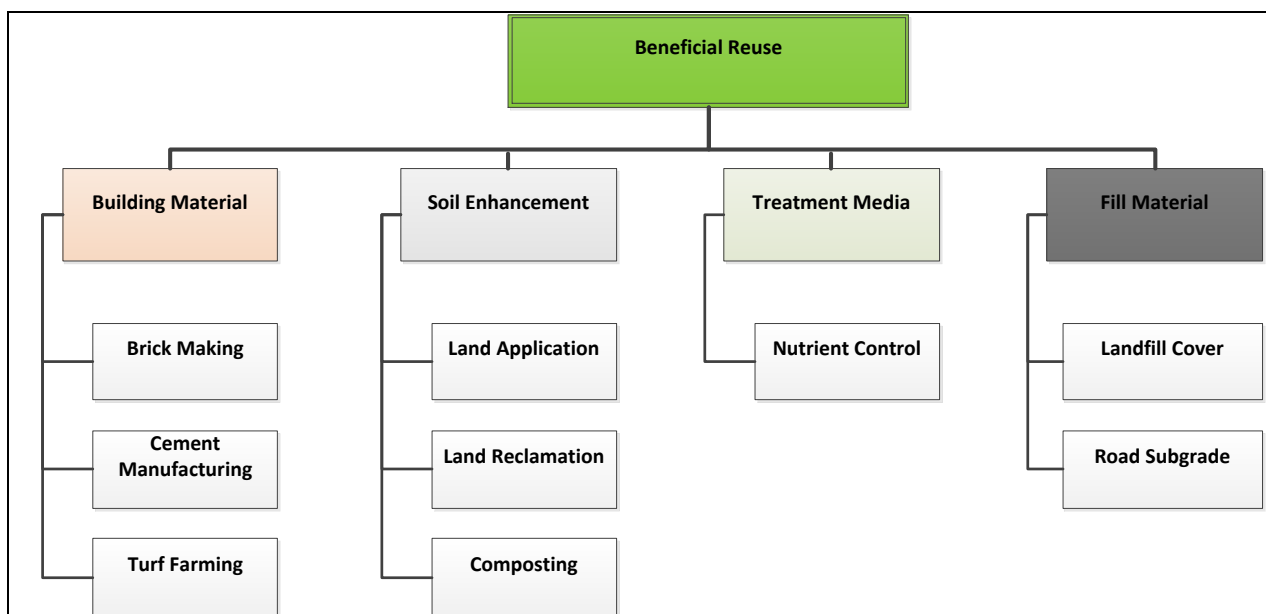 Beneficial Reuse
Building Material
Soil Enhancement
Treatment Media
Fill Material
Brick Making
Land Application
Nutrient Control
Landfill Cover
Cement
Manufacturing
Land Reclamation
Road Subgrade
Turf Farming
Composting